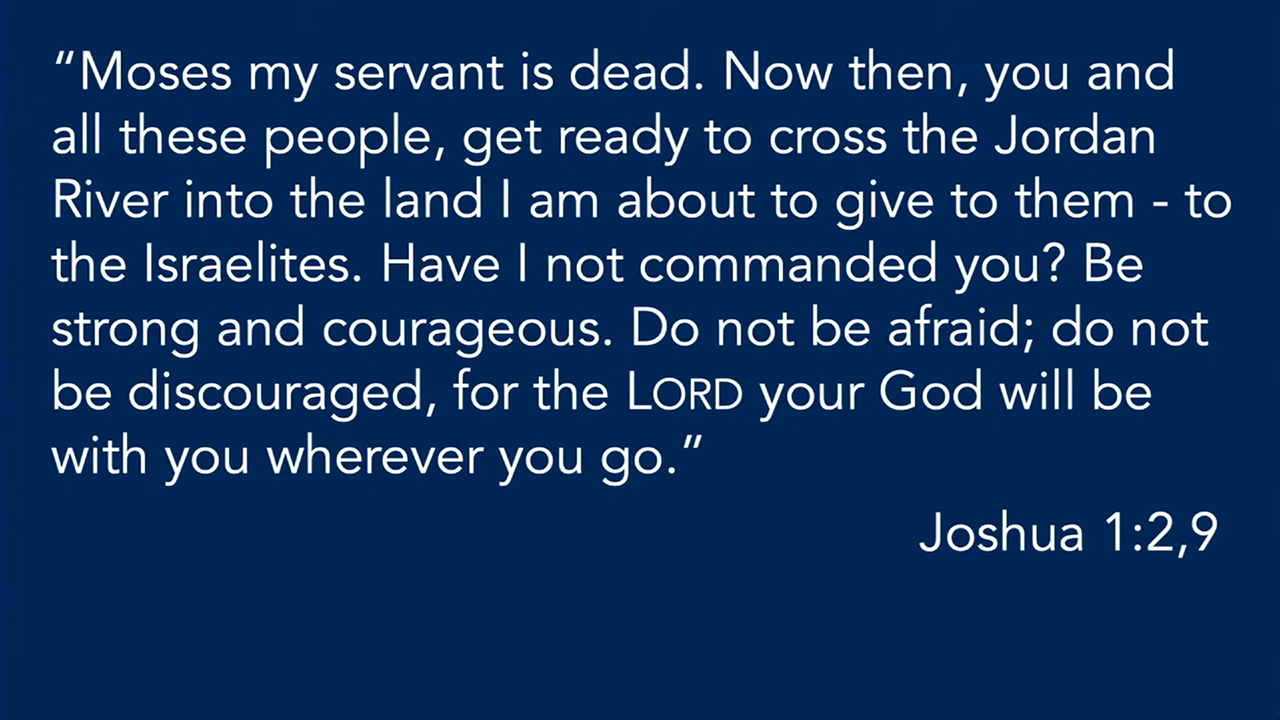 “Moses my servant is dead. Now then, you and
all these people, get ready to cross the Jordan
River into the land I am about to give to them - to
the Israelites. Have I not commanded you? Be
strong and courageous. Do not be afraid; do not
be discouraged, for the LORD your God will be
with you wherever you go.”
Joshua 1:2,9